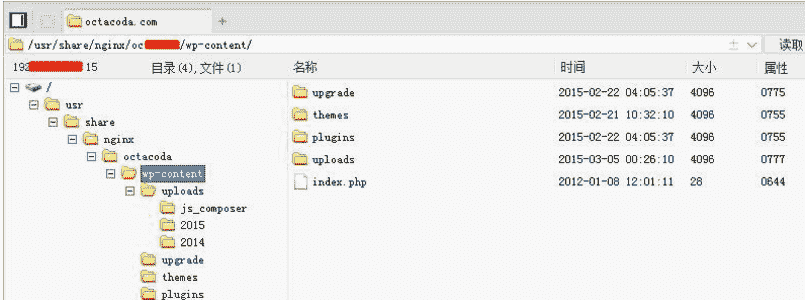 octacoda.com +
/usr/share/nginx/oc /wp-content/ 读取
192 15 目录(4),文件(1) 名称 时间 大小 属性
/
usr
share
nginx
octacoda
wp-content
uploads
js_composer
2015
2014
upgrade
themes
plugins
upgrade 2015-02-22 04:05:37 4096 0775
themes 2015-02-21 10:32:10 4096 0755
plugins 2015-02-22 04:05:37 4096 0755
uploads 2015-03-05 00:26:10 4096 0777
index.php 2012-01-08 12:01:11 28 0644